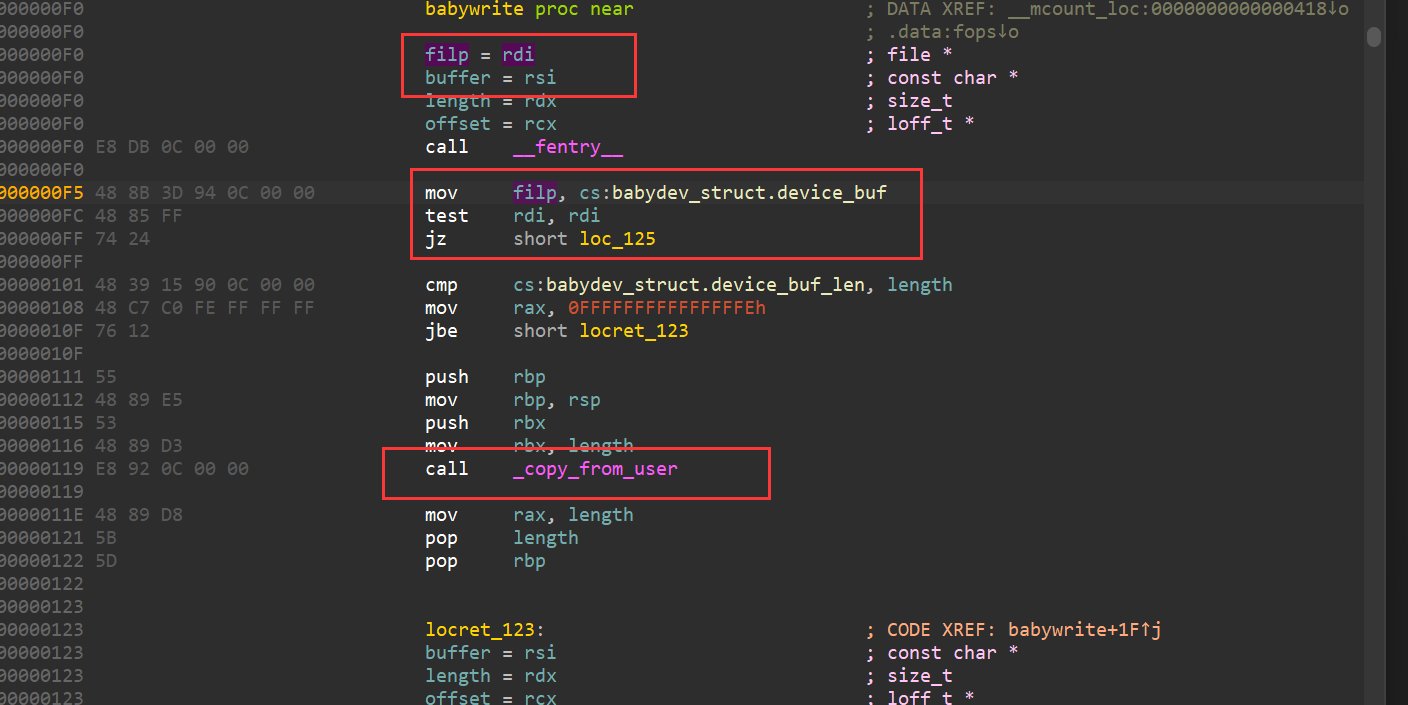 000000F0 babywrite proc near ; DATA XREF: __mcount_loc:0000000000000418↓o
000000F0 ; .data:fops↓o
000000F0 filp = rdi ; file *
000000F0 buffer = rsi ; const char *
000000F0 length = rdx ; size_t
000000F0 offset = rcx ; loff_t *
000000F0 E8 DB 0C 00 00 call __fentry__
000000F0
000000F5 48 8B 3D 94 0C 00 00 mov filp, cs:babydev_struct.device_buf
000000FC 48 85 FF test rdi, rdi
000000FF 74 24 jz short loc_125
000000FF
00000101 48 39 15 90 0C 00 00 cmp cs:babydev_struct.device_buf_len, length
00000108 48 C7 C0 FE FF FF FF mov rax, 0FFFFFFFFFFFFFFFEh
0000010F 76 12 jbe short locret_123
0000010F
00000111 55 push rbp
00000112 48 89 E5 mov rbp, rsp
00000115 53 push rbx
00000116 48 89 D3 mov rbx, length
00000119 E8 92 0C 00 00 call _copy_from_user
00000119
0000011E 48 89 D8 mov rax, length
00000121 5B pop length
00000122 5D pop rbp
00000122
00000123
00000123 locret_123: ; CODE XREF: babywrite+1F↑j
00000123 buffer = rsi ; const char *
00000123 length = rdx ; size_t
00000123 offset = rcx ; loff_t *